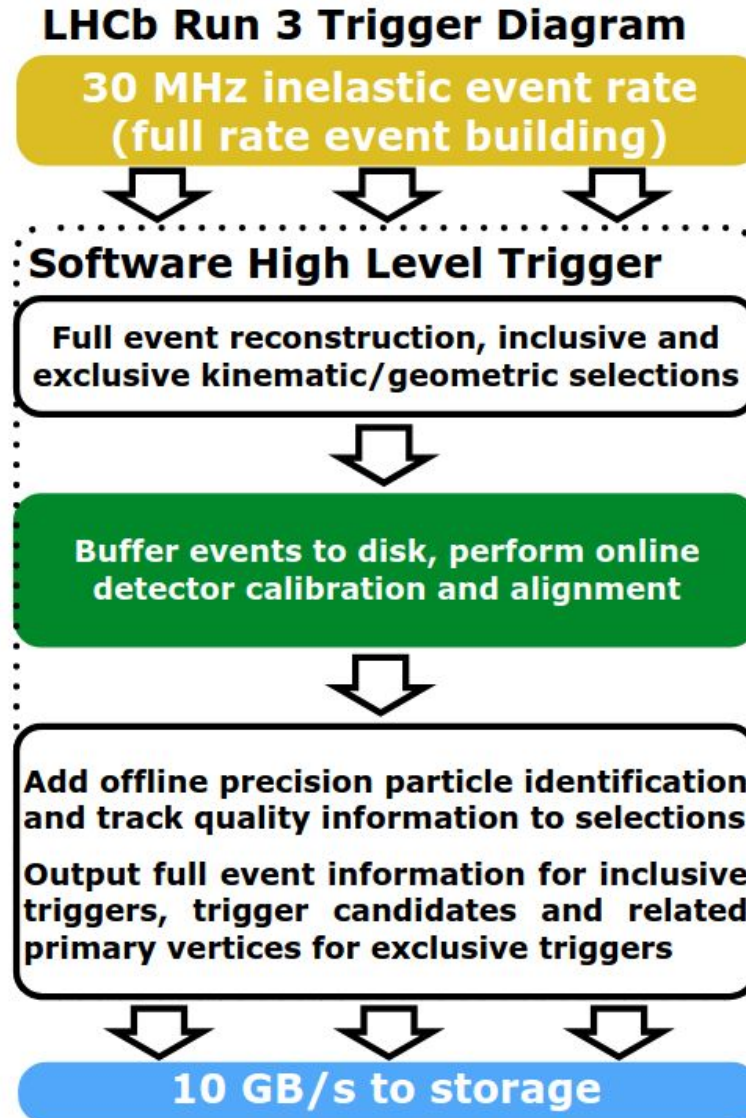 LHCb Run 3 Trigger Diagram
30 MHz inelastic event rate
(full rate event building)
Software High Level Trigger
Full event reconstruction, inclusive and
exclusive kinematic/geometric selections
Buffer events to disk, perform online
detector calibration and alignment
Add offline precision particle identification
and track quality information to selections
Output full event information for inclusive
triggers, trigger candidates and related
primary vertices for exclusive triggers
10 GB/s to storage